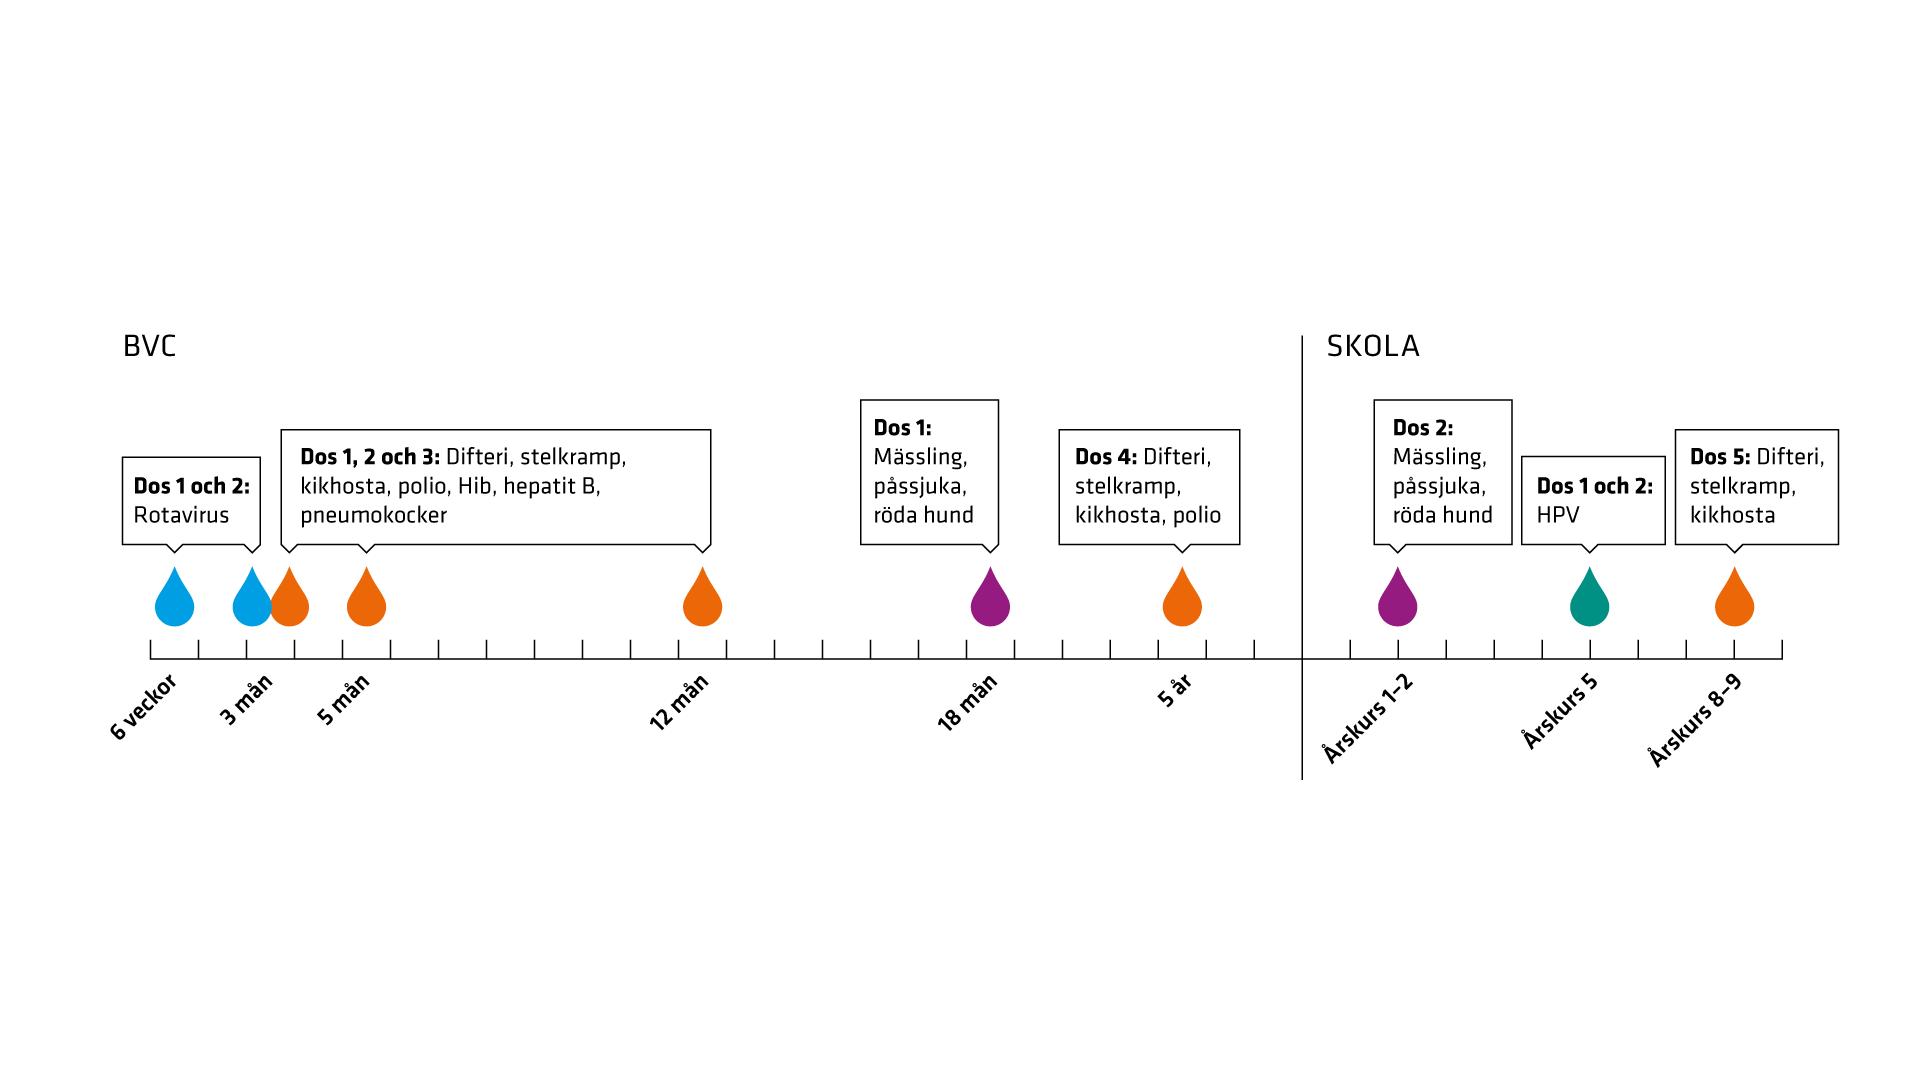 BVC
Dos 1 och 2:
Rotavirus
Dos 1, 2 och 3: Difteri, stelkramp,
kikhosta, polio, Hib, hepatit B,
pneumokocker
Dos 1:
Mässling,
påssjuka,
röda hund
Dos 4: Difteri,
stelkramp,
kikhosta, polio
SKOLA
Dos 2:
Mässling,
påssjuka,
röda hund
Dos 1 och 2:
HPV
Dos 5: Difteri,
stelkramp,
kikhosta
6 veckor
3 mån
5 mån
12 mån
18 mån
5 år
Årskurs 1–2
Årskurs 5
Årskurs 8–9